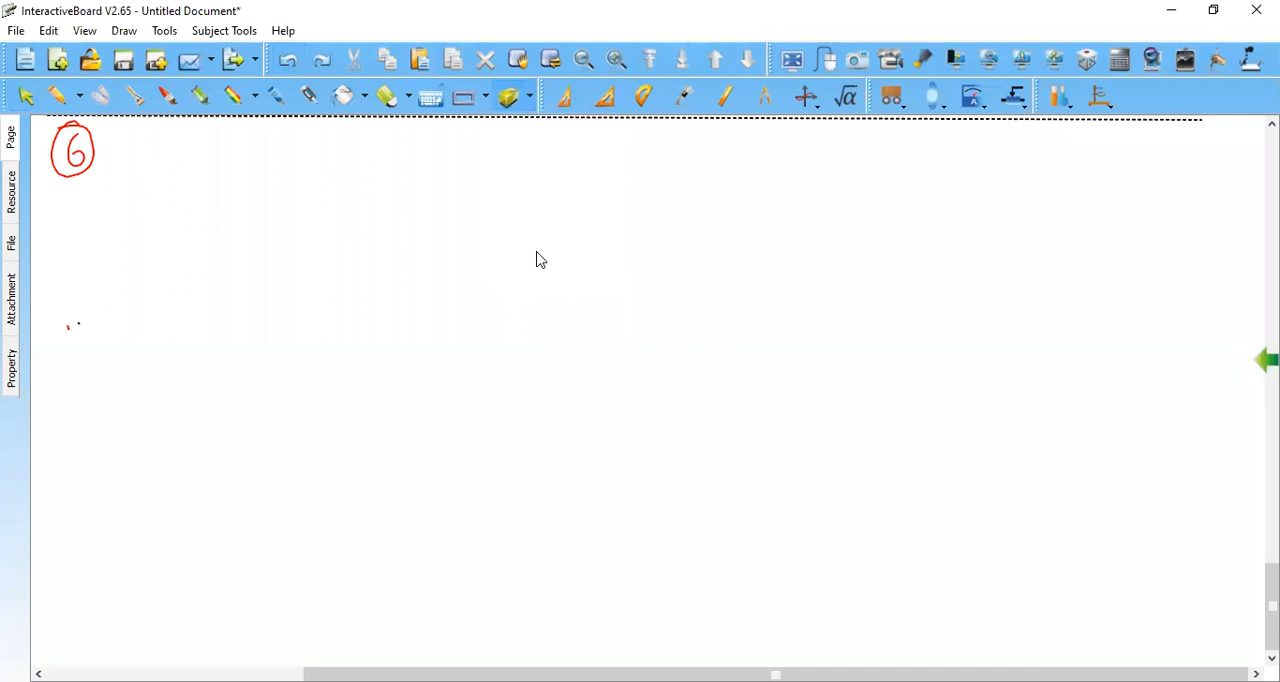 InteractiveBoard V2.65 - Untitled Document*
File Edit View Draw Tools Subject Tools Help
Page
Resource
File
Attachment
Property
6